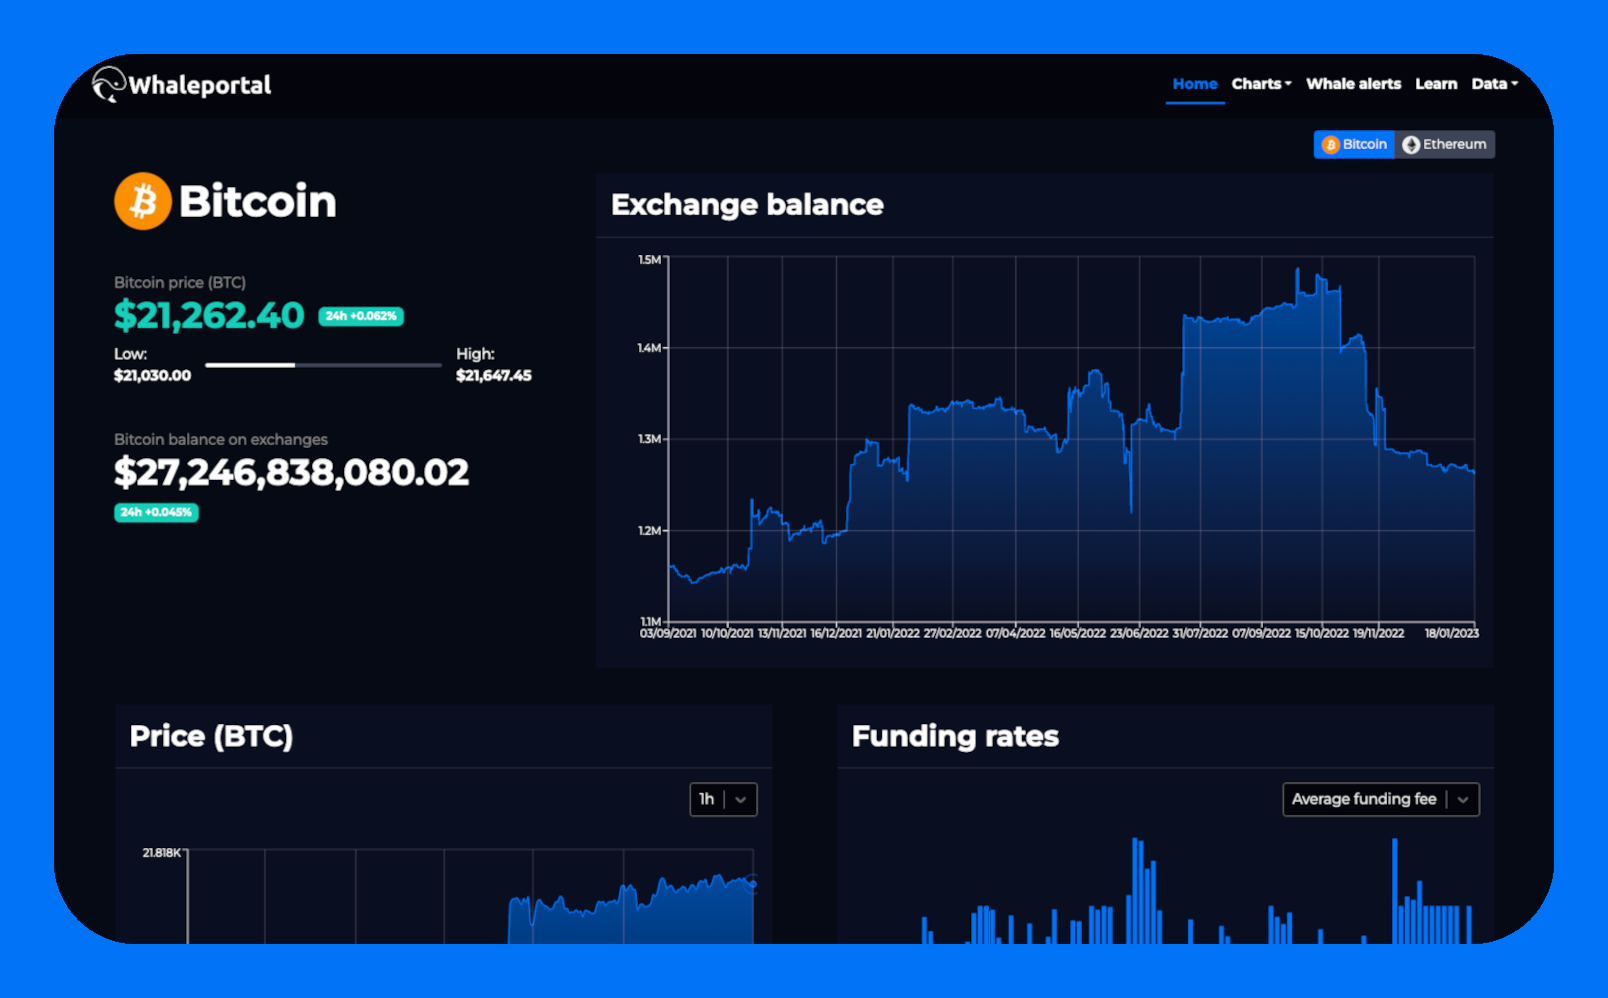 Whaleportal
Home Charts Whale alerts Learn Data
Bitcoin Ethereum
Bitcoin
Bitcoin price (BTC)
$21,262.40 24h +0.062%
Low: High:
$21,030.00 $21,647.45
Bitcoin balance on exchanges
$27,246,838,080.02
24h +0.045%
Exchange balance
1.5M
1.4M
1.3M
1.2M
1.1M
03/09/2021 10/10/2021 13/11/2021 16/12/2021 21/01/2022 27/02/2022 07/04/2022 16/05/2022 23/06/2022 31/07/2022 07/09/2022 15/10/2022 19/11/2022 18/01/2023
Price (BTC)
1h
21.818K
Funding rates
Average funding fee